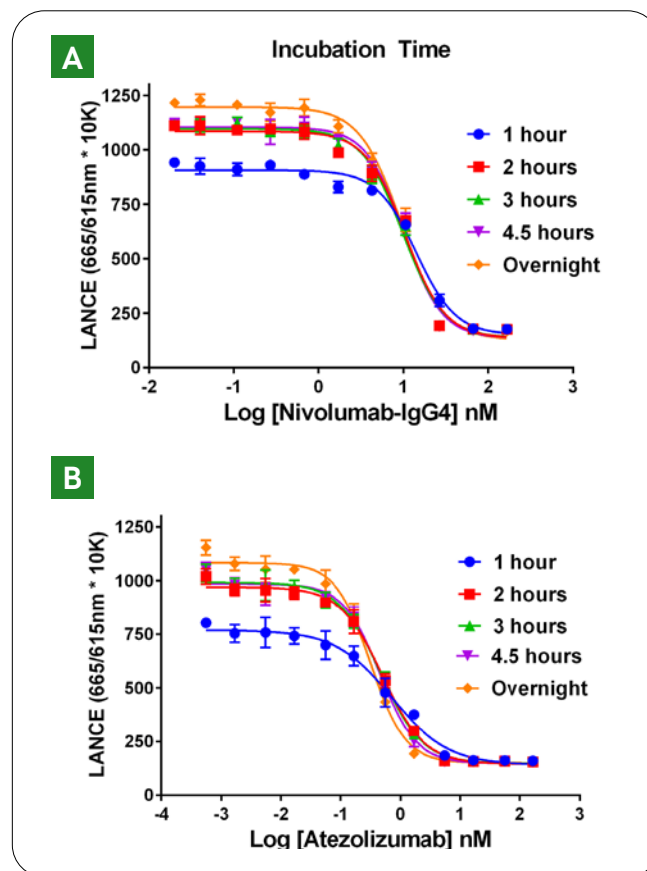 A
Incubation Time
LANCE (665/615nm * 10K)
1250
1000
750
500
250
0
-2 -1 0 1 2 3
Log [Nivolumab-IgG4] nM
1 hour
2 hours
3 hours
4.5 hours
Overnight
B
LANCE (665/615nm * 10K)
1250
1000
750
500
250
0
-4 -3 -2 -1 0 1 2 3
Log [Atezolizumab] nM
1 hour
2 hours
3 hours
4.5 hours
Overnight